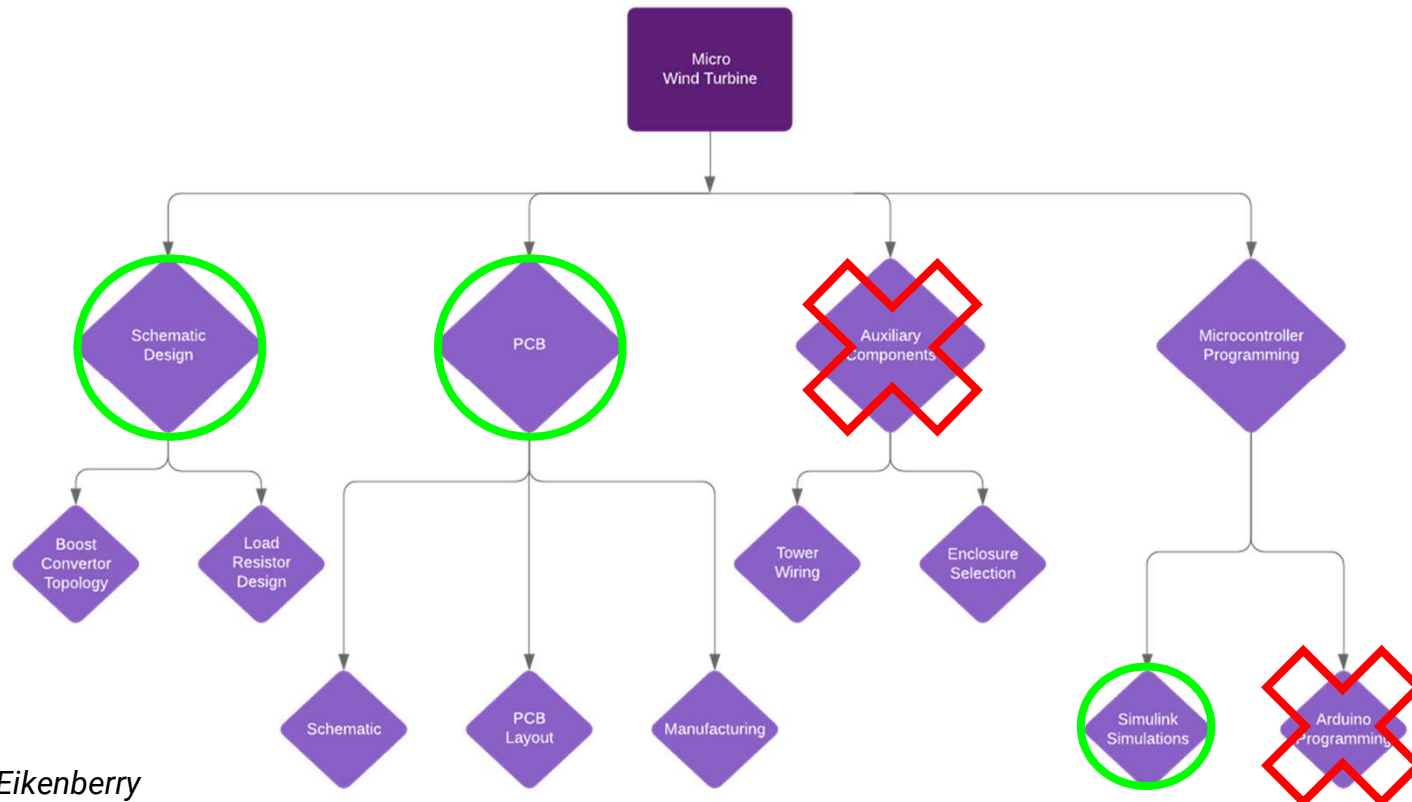 Micro
Wind Turbine
Schematic
Design
PCB
Auxiliary
Components
Microcontroller
Programming
Boost
Convertor
Topology
Load
Resistor
Design
Tower
Wiring
Enclosure
Selection
Schematic
PCB
Layout
Manufacturing
Simulink
Simulations
Arduino
Programming
Eikenberry